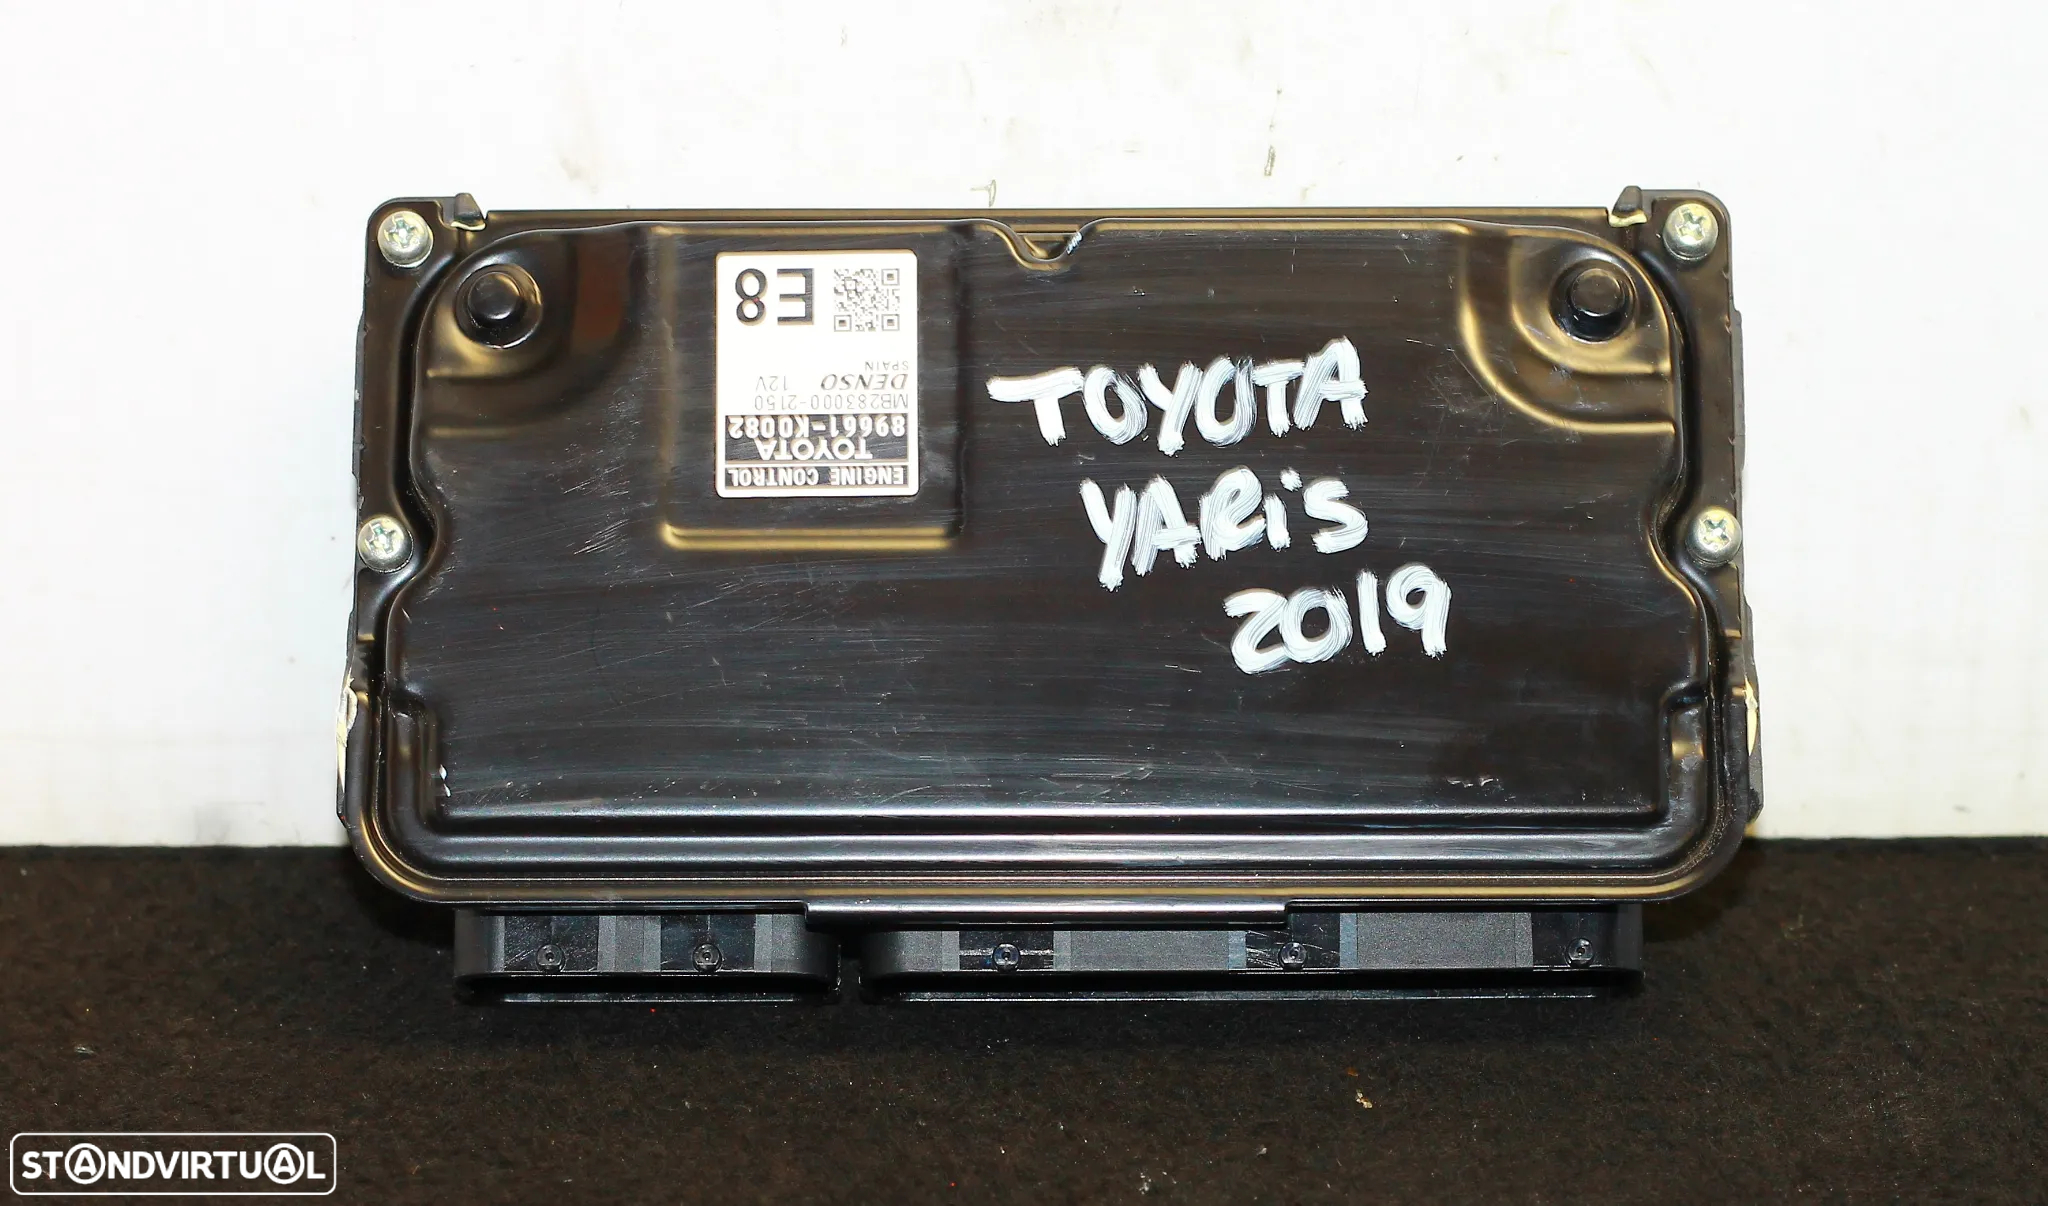 ENGINE CONTROL
TOYOTA
89661-K0082
MB283000-2150
DENSO 12V
SPAIN
E8
TOYOTA
YARiS
2019
STANDVIRTUAL